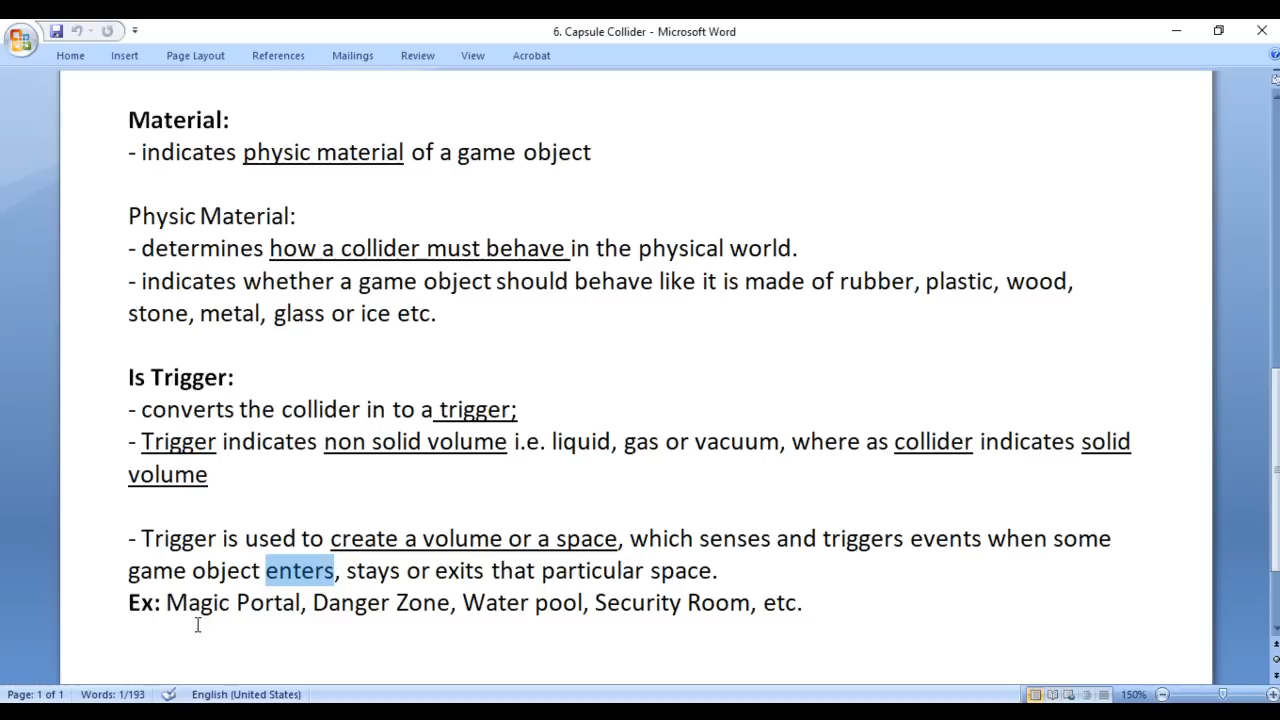 6. Capsule Collider - Microsoft Word
Home Insert Page Layout References Mailings Review View Acrobat
Material:
- indicates physic material of a game object
Physic Material:
- determines how a collider must behave in the physical world.
- indicates whether a game object should behave like it is made of rubber, plastic, wood,
stone, metal, glass or ice etc.
Is Trigger:
- converts the collider in to a trigger;
- Trigger indicates non solid volume i.e. liquid, gas or vacuum, where as collider indicates solid
volume
- Trigger is used to create a volume or a space, which senses and triggers events when some
game object enters, stays or exits that particular space.
Ex: Magic Portal, Danger Zone, Water pool, Security Room, etc.
Page: 1 of 1 Words: 1/193 English (United States) 150%